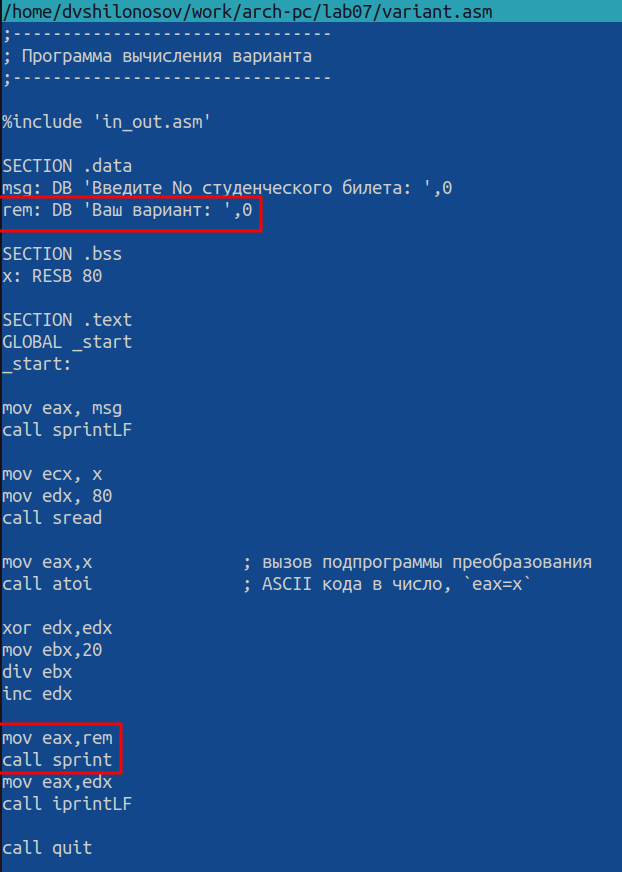 /home/dvshilonosov/work/arch-pc/lab07/variant.asm
;--------------------------------
; Программа вычисления варианта
;--------------------------------
%include 'in_out.asm'
SECTION .data
msg: DB 'Введите No студенческого билета: ',0
rem: DB 'Ваш вариант: ',0
SECTION .bss
x: RESB 80
SECTION .text
GLOBAL _start
_start:
mov eax, msg
call sprintLF
mov ecx, x
mov edx, 80
call sread
mov eax,x               ; вызов подпрограммы преобразования
call atoi               ; ASCII кода в число, `eax=x`
xor edx,edx
mov ebx,20
div ebx
inc edx
mov eax,rem
call sprint
mov eax,edx
call iprintLF
call quit